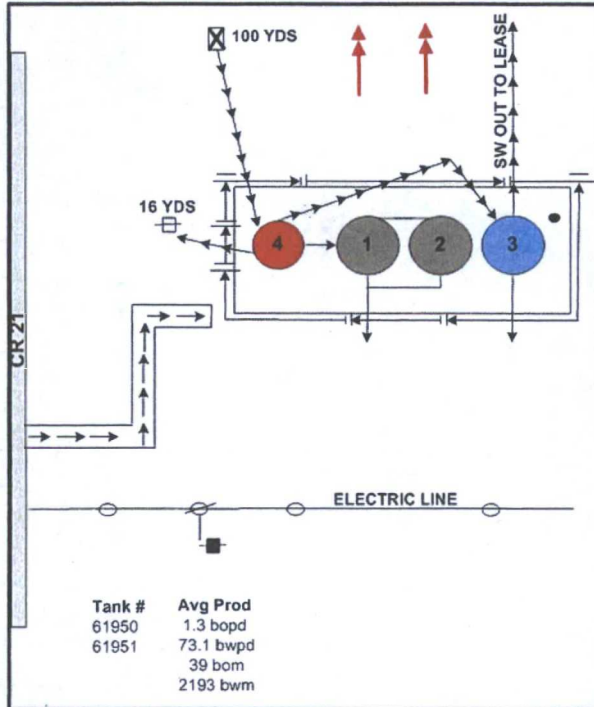 100 YDS
SW OUT TO LEASE
16 YDS
4
1
2
3
CR 21
ELECTRIC LINE
Tank # Avg Prod
61950 1.3 bopd
61951 73.1 bwpd
39 bom
2193 bwm